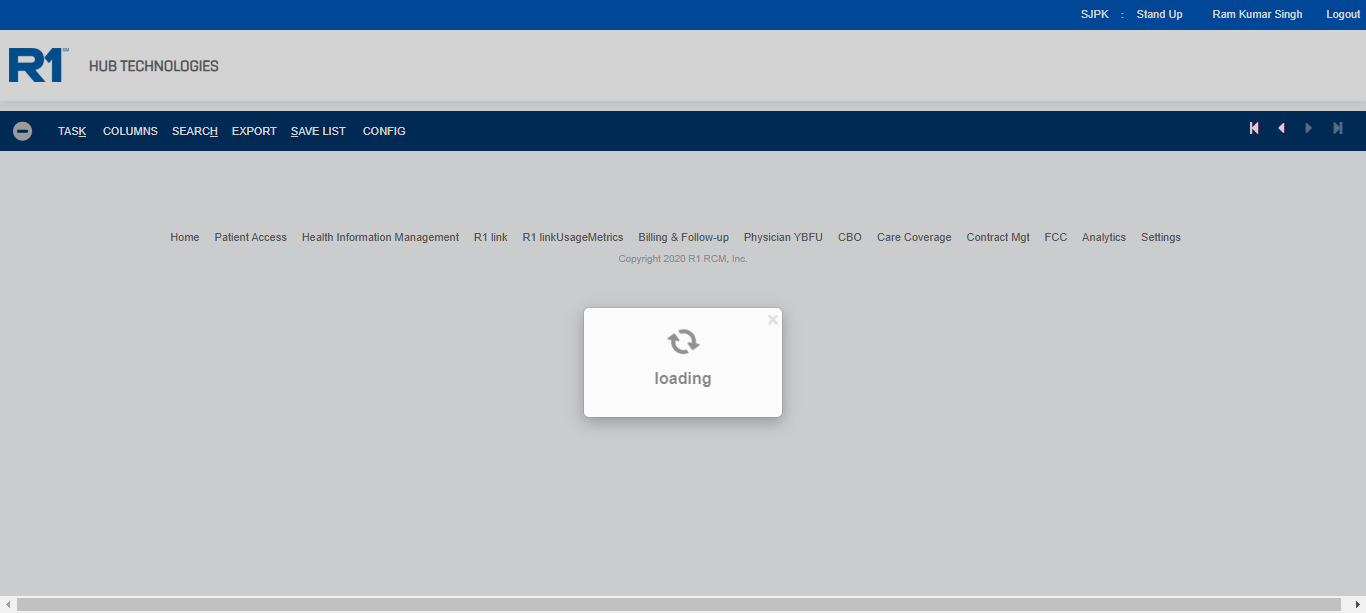 SJPK : Stand Up Ram Kumar Singh Logout
R1 SM HUB TECHNOLOGIES
TASK COLUMNS SEARCH EXPORT SAVE LIST CONFIG
Home Patient Access Health Information Management R1 link R1 linkUsageMetrics Billing & Follow-up Physician YBFU CBO Care Coverage Contract Mgt FCC Analytics Settings
Copyright 2020 R1 RCM, Inc.
loading